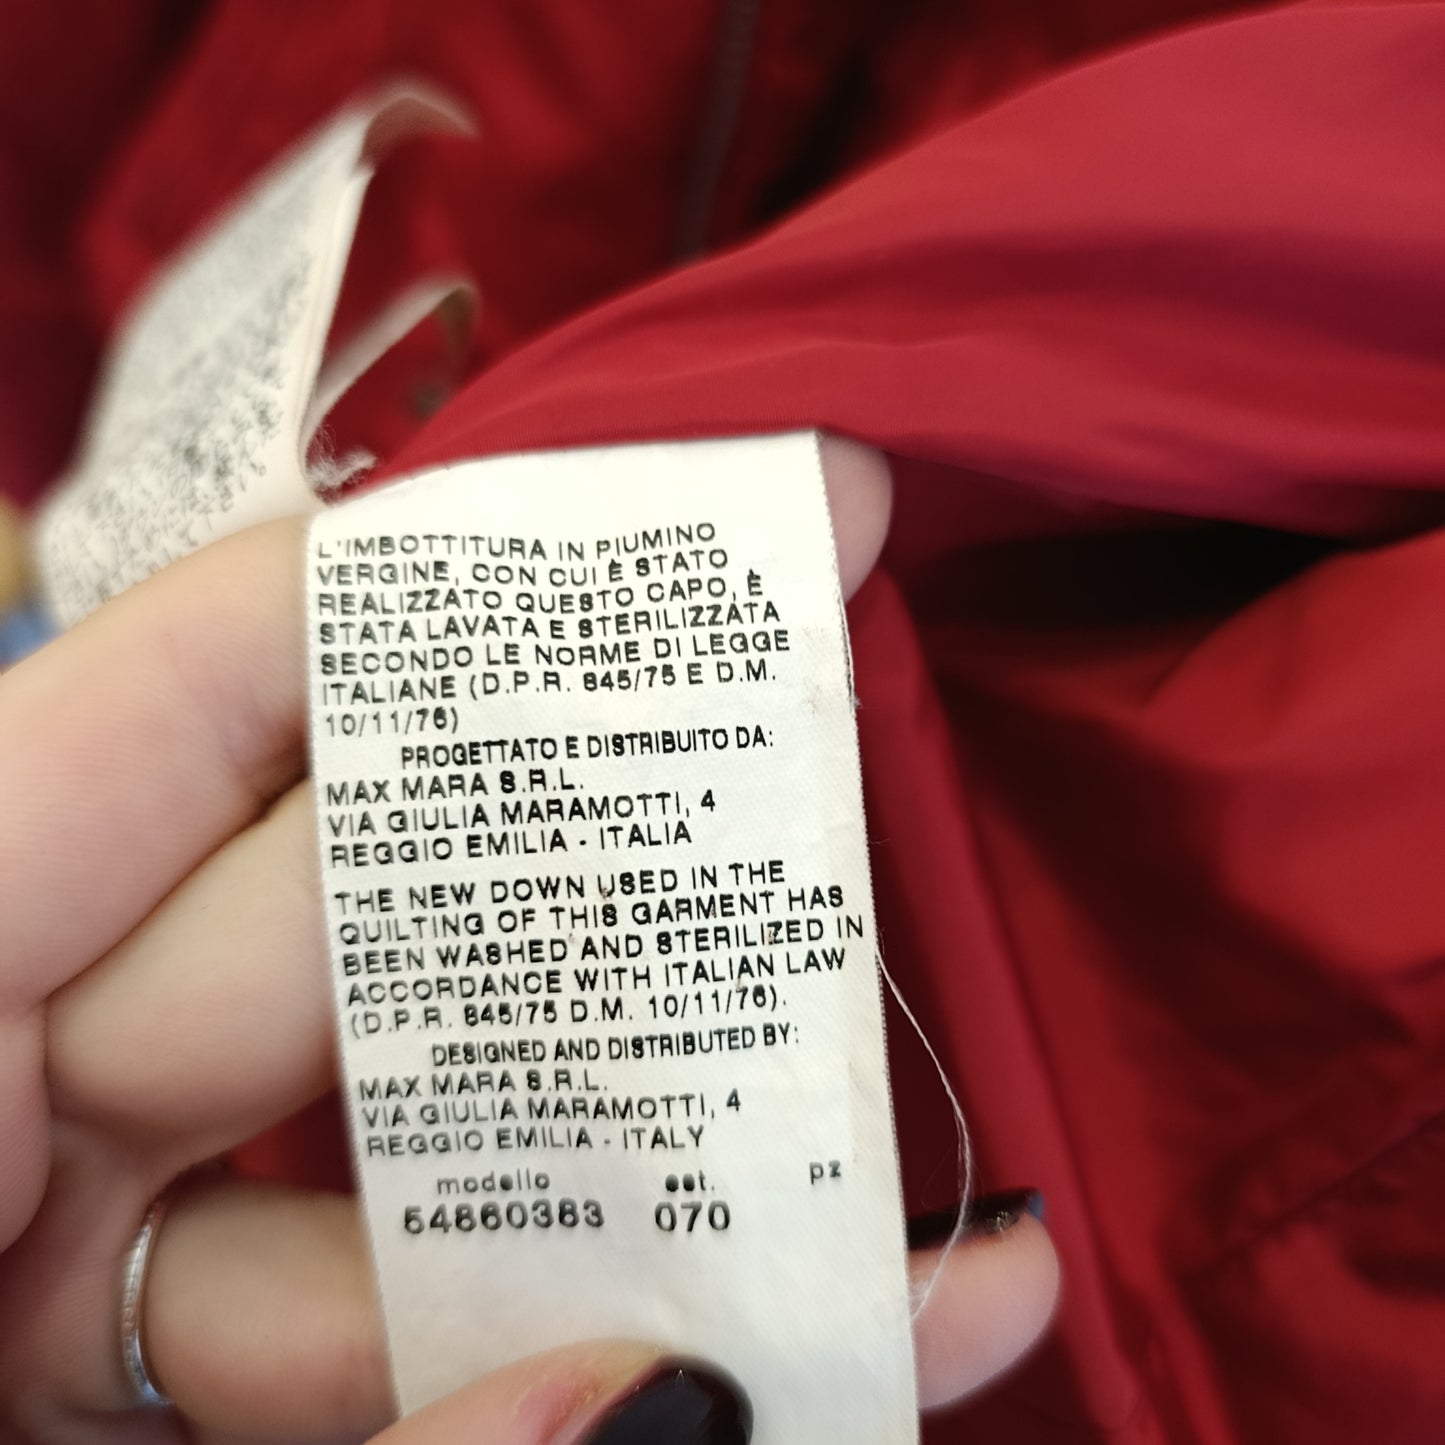 L'IMBOTTITURA IN PIUMINO
VERGINE, CON CUI È STATO
REALIZZATO QUESTO CAPO, È
STATA LAVATA E STERILIZZATA
SECONDO LE NORME DI LEGGE
ITALIANE (D.P.R. 845/75 E D.M.
10/11/76)
PROGETTATO E DISTRIBUITO DA:
MAX MARA S.R.L.
VIA GIULIA MARAMOTTI, 4
REGGIO EMILIA - ITALIA
THE NEW DOWN USED IN THE
QUILTING OF THIS GARMENT HAS
BEEN WASHED AND STERILIZED IN
ACCORDANCE WITH ITALIAN LAW
(D.P.R. 845/75 D.M. 10/11/76).
DESIGNED AND DISTRIBUTED BY:
MAX MARA S.R.L.
VIA GIULIA MARAMOTTI, 4
REGGIO EMILIA - ITALY
modello est. pz
54860383 070